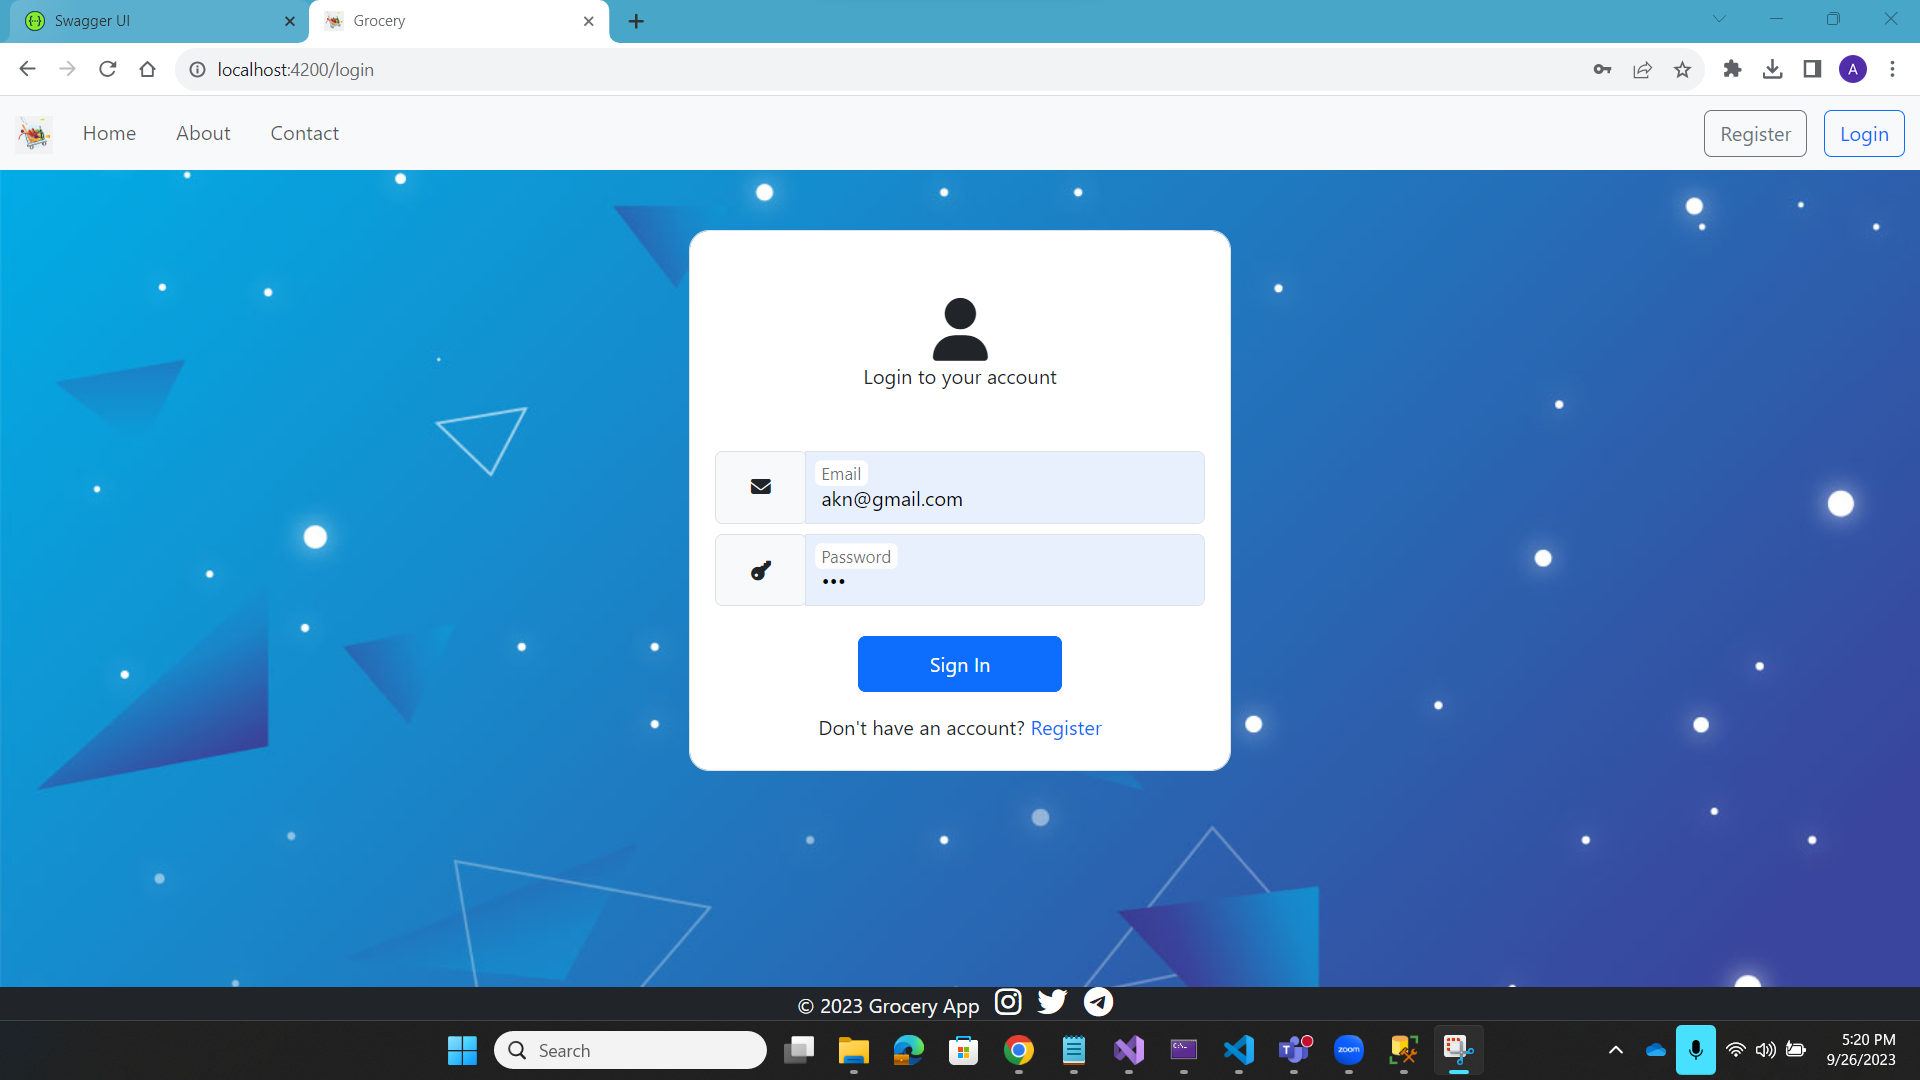 Swagger UI
Grocery
localhost:4200/login
A
Home
About
Contact
Register
Login
Login to your account
Email
akn@gmail.com
Password
Sign In
Don't have an account? Register
© 2023 Grocery App
Search
zoom
5:20 PM
9/26/2023